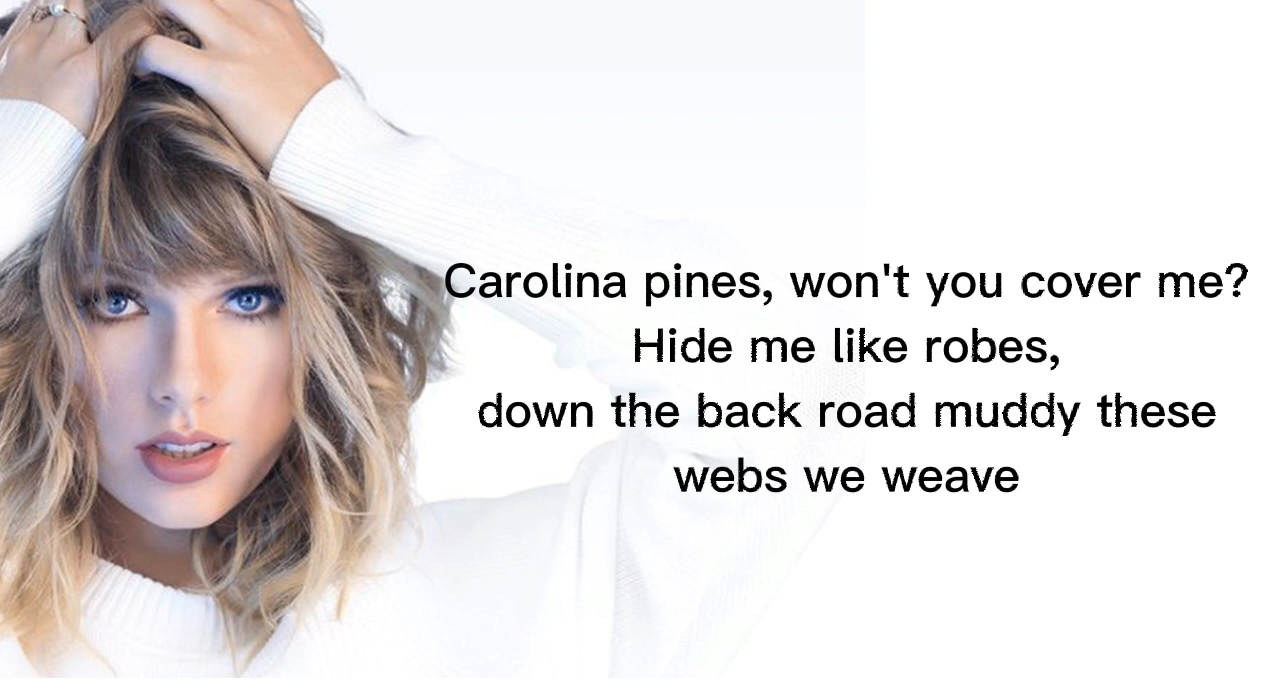 Carolina pines, won't you cover me?
Hide me like robes,
down the back road muddy these
webs we weave